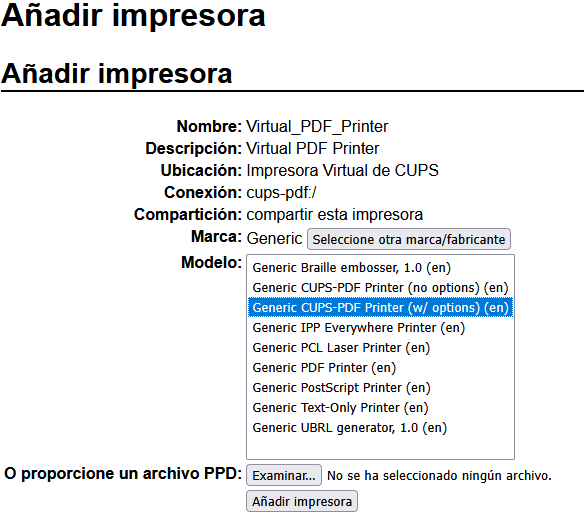 Añadir impresora
Añadir impresora
Nombre: Virtual_PDF_Printer
Descripción: Virtual PDF Printer
Ubicación: Impresora Virtual de CUPS
Conexión: cups-pdf:/
Compartición: compartir esta impresora
Marca: Generic Seleccione otra marca/fabricante
Modelo:
Generic Braille embosser, 1.0 (en)
Generic CUPS-PDF Printer (no options) (en)
Generic CUPS-PDF Printer (w/ options) (en)
Generic IPP Everywhere Printer (en)
Generic PCL Laser Printer (en)
Generic PDF Printer (en)
Generic PostScript Printer (en)
Generic Text-Only Printer (en)
Generic UBRL generator, 1.0 (en)
O proporcione un archivo PPD: Examinar... No se ha seleccionado ningún archivo.
Añadir impresora